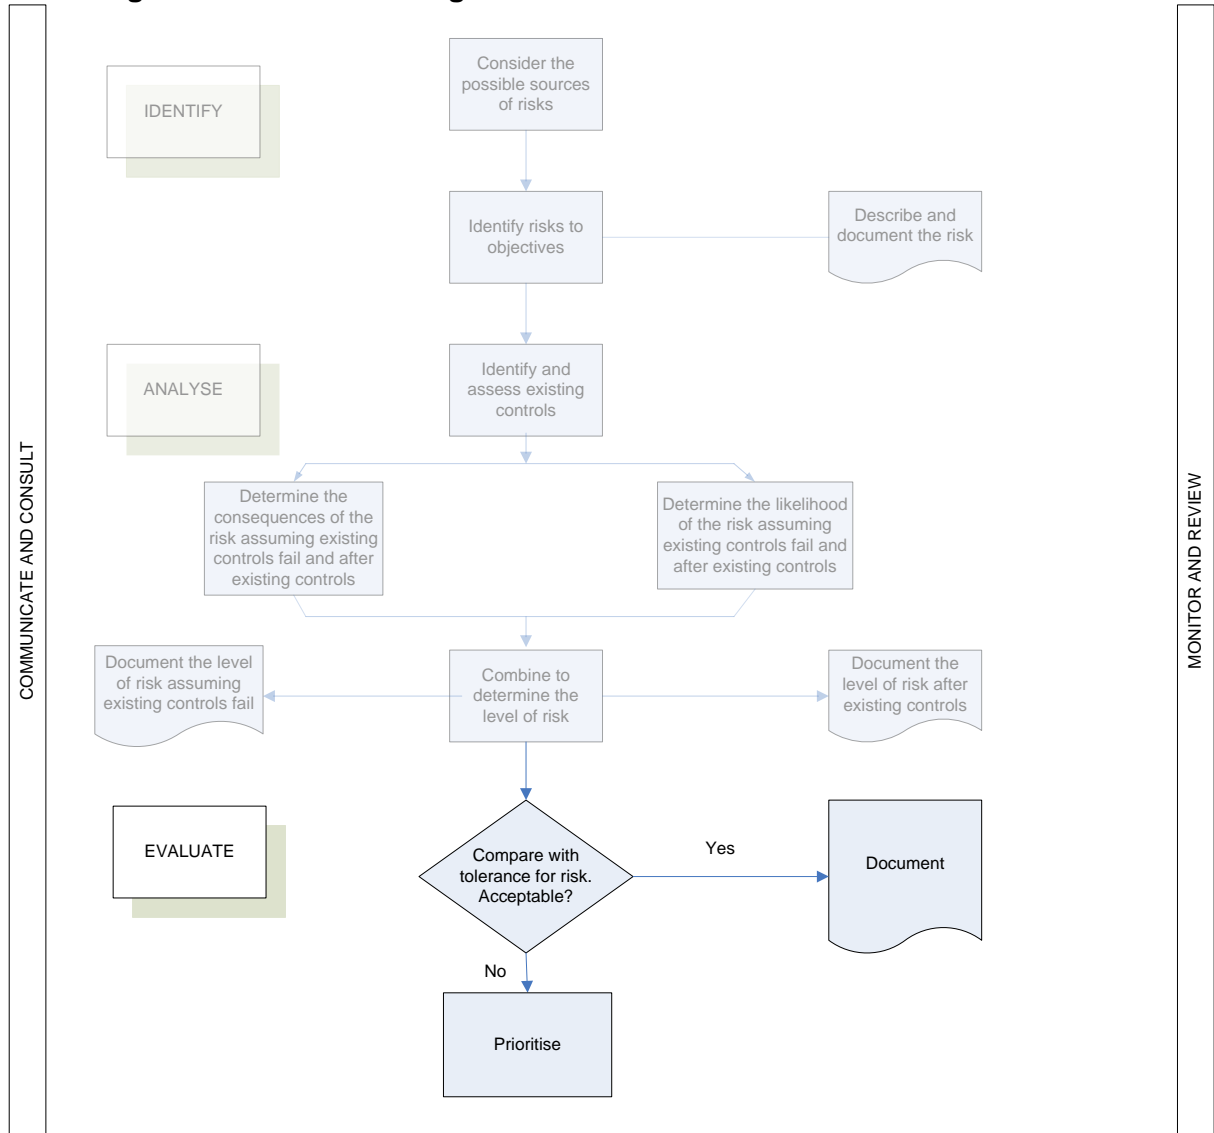 COMMUNICATE AND CONSULT
MONITOR AND REVIEW
IDENTIFY
Consider the
possible sources
of risks
Identify risks to
objectives
Describe and
document the risk
ANALYSE
Identify and
assess existing
controls
Determine the
consequences of the
risk assuming existing
controls fail and after
existing controls
Determine the likelihood
of the risk assuming
existing controls fail and
after existing controls
Document the level
of risk assuming
existing controls fail
Combine to
determine the
level of risk
Document the
level of risk after
existing controls
EVALUATE
Compare with
tolerance for risk.
Acceptable?
Yes
Document
No
Prioritise